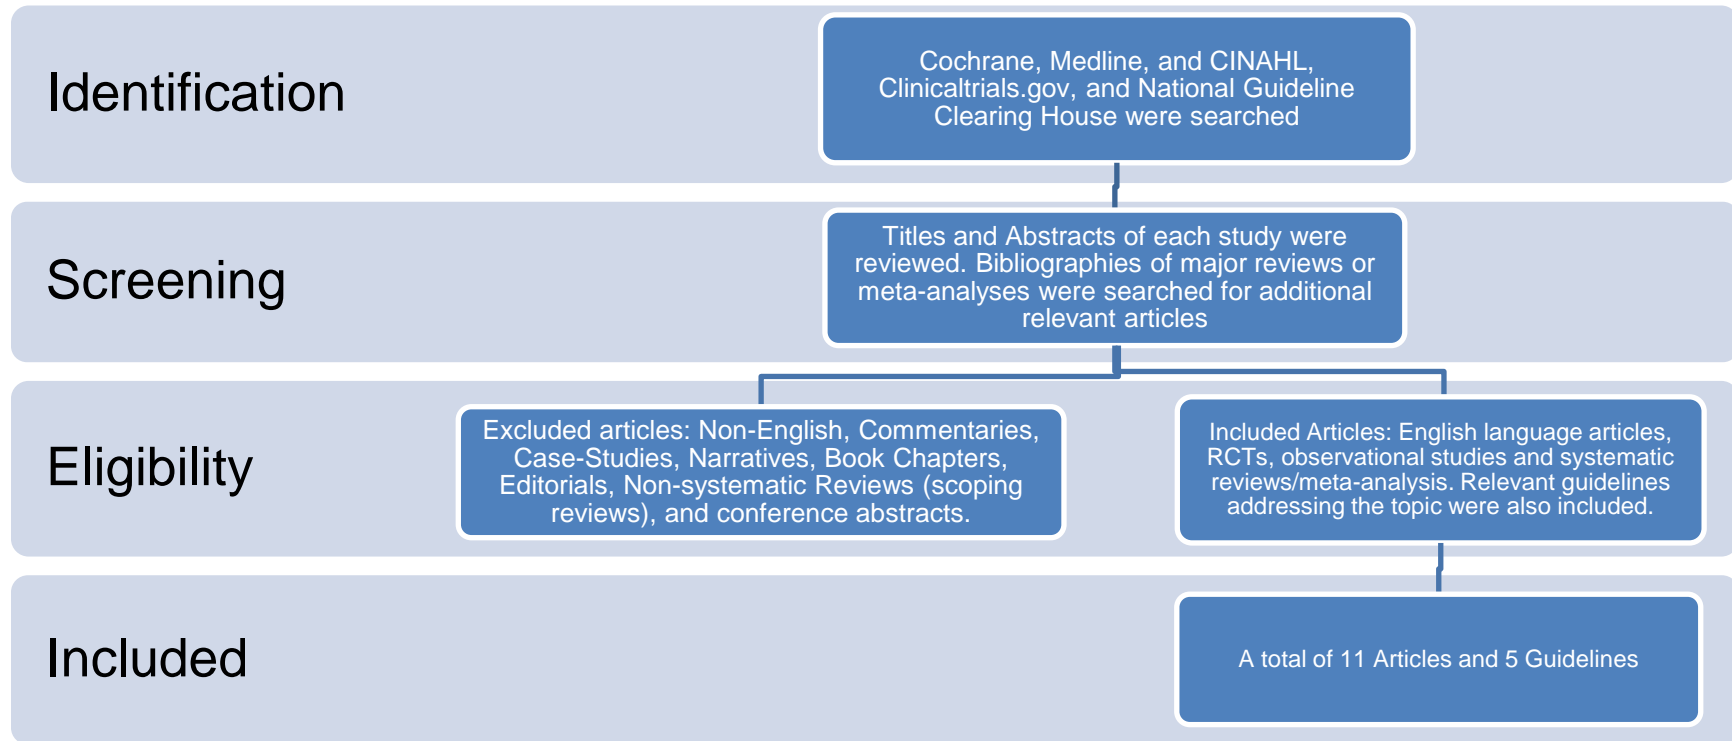 Identification
Cochrane, Medline, and CINAHL,
Clinicaltrials.gov, and National Guideline
Clearing House were searched
Screening
Titles and Abstracts of each study were
reviewed. Bibliographies of major reviews or
meta-analyses were searched for additional
relevant articles
Eligibility
Excluded articles: Non-English, Commentaries,
Case-Studies, Narratives, Book Chapters,
Editorials, Non-systematic Reviews (scoping
reviews), and conference abstracts.
Included Articles: English language articles,
RCTs, observational studies and systematic
reviews/meta-analysis. Relevant guidelines
addressing the topic were also included.
Included
A total of 11 Articles and 5 Guidelines